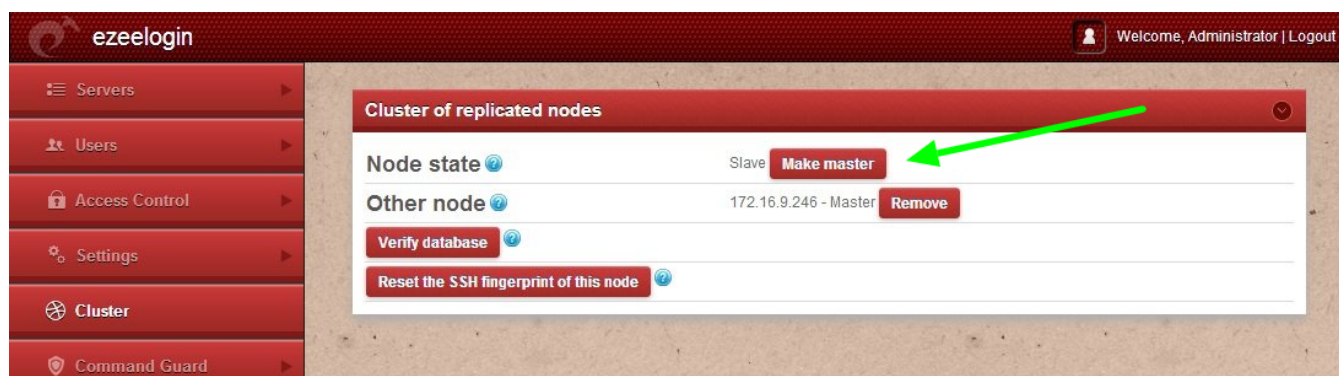 ezeelogin
Welcome, Administrator | Logout
Servers
Users
Access Control
Settings
Cluster
Command Guard
Cluster of replicated nodes
Node state Slave Make master
Other node 172.16.9.246 - Master Remove
Verify database
Reset the SSH fingerprint of this node